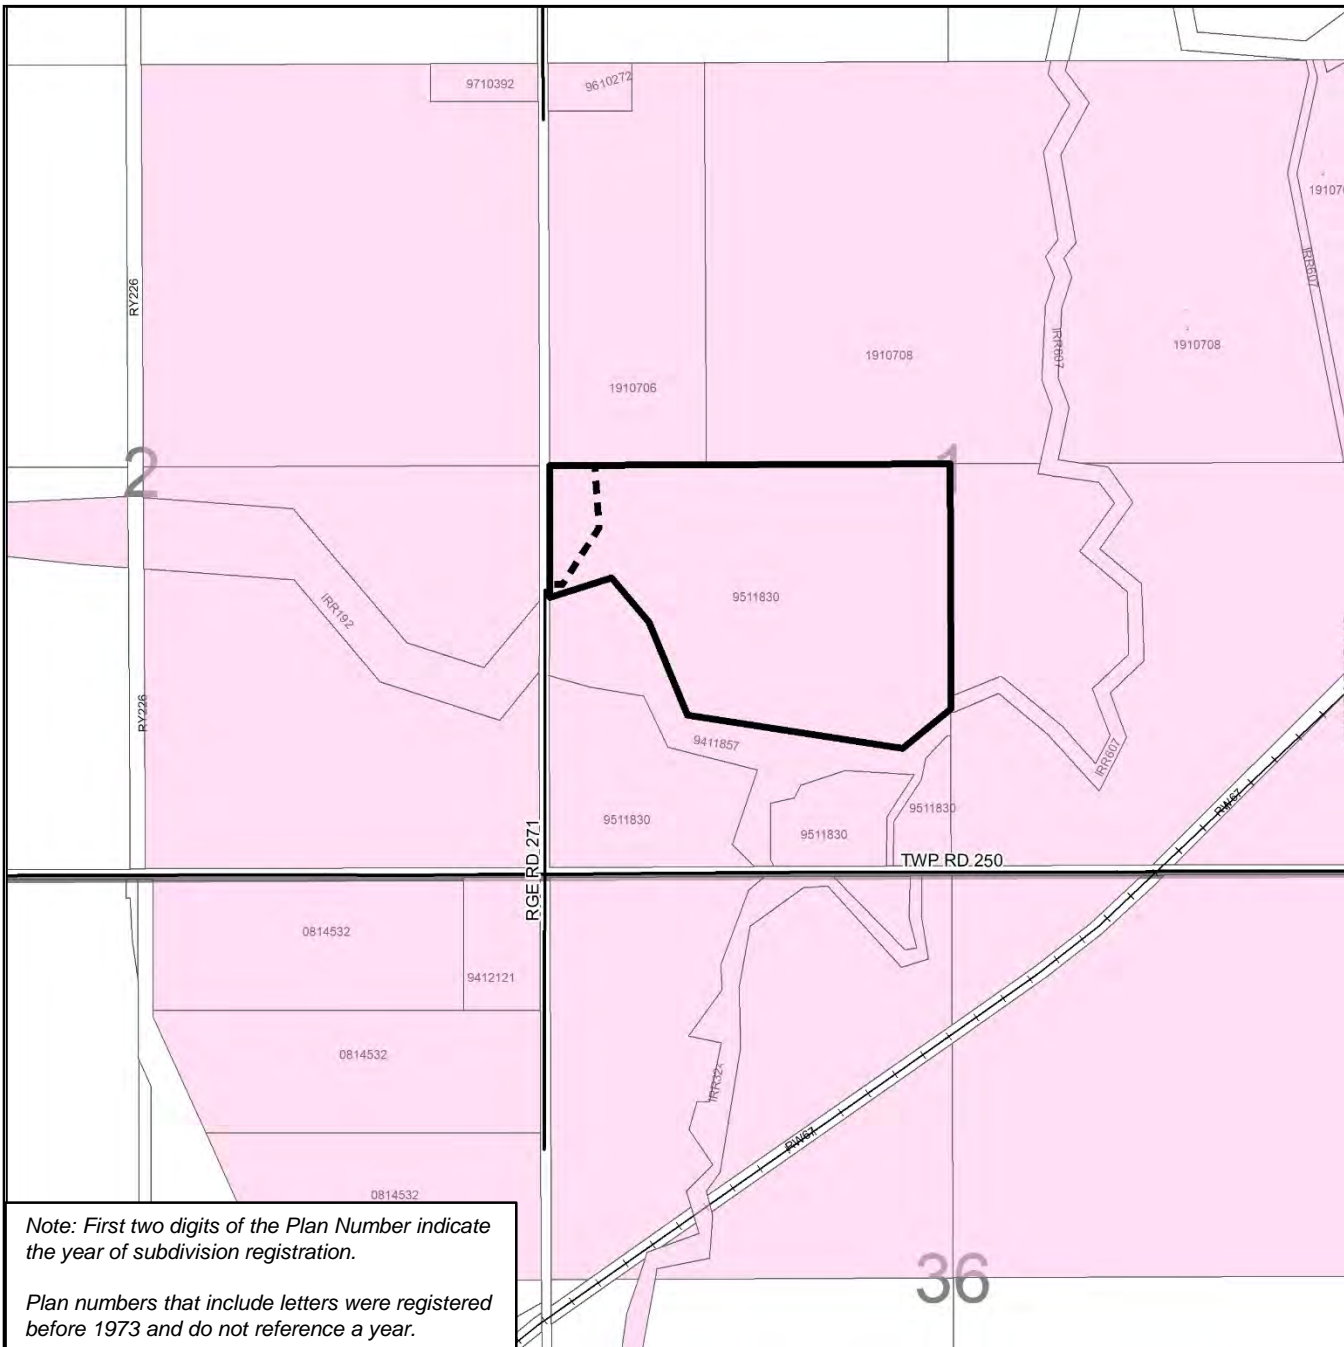 9710392
9610272
19107
RY226
IRR607
IRR607
1910708
1910708
1910706
2
1
9511830
IRR192
RY226
9411857
IRR607
RW67
9511830
9511830
9511830
TWP RD 250
RGE RD 271
0814532
9412121
0814532
IRR32
RW67
0814532
36
Note: First two digits of the Plan Number indicate
the year of subdivision registration.
Plan numbers that include letters were registered
before 1973 and do not reference a year.